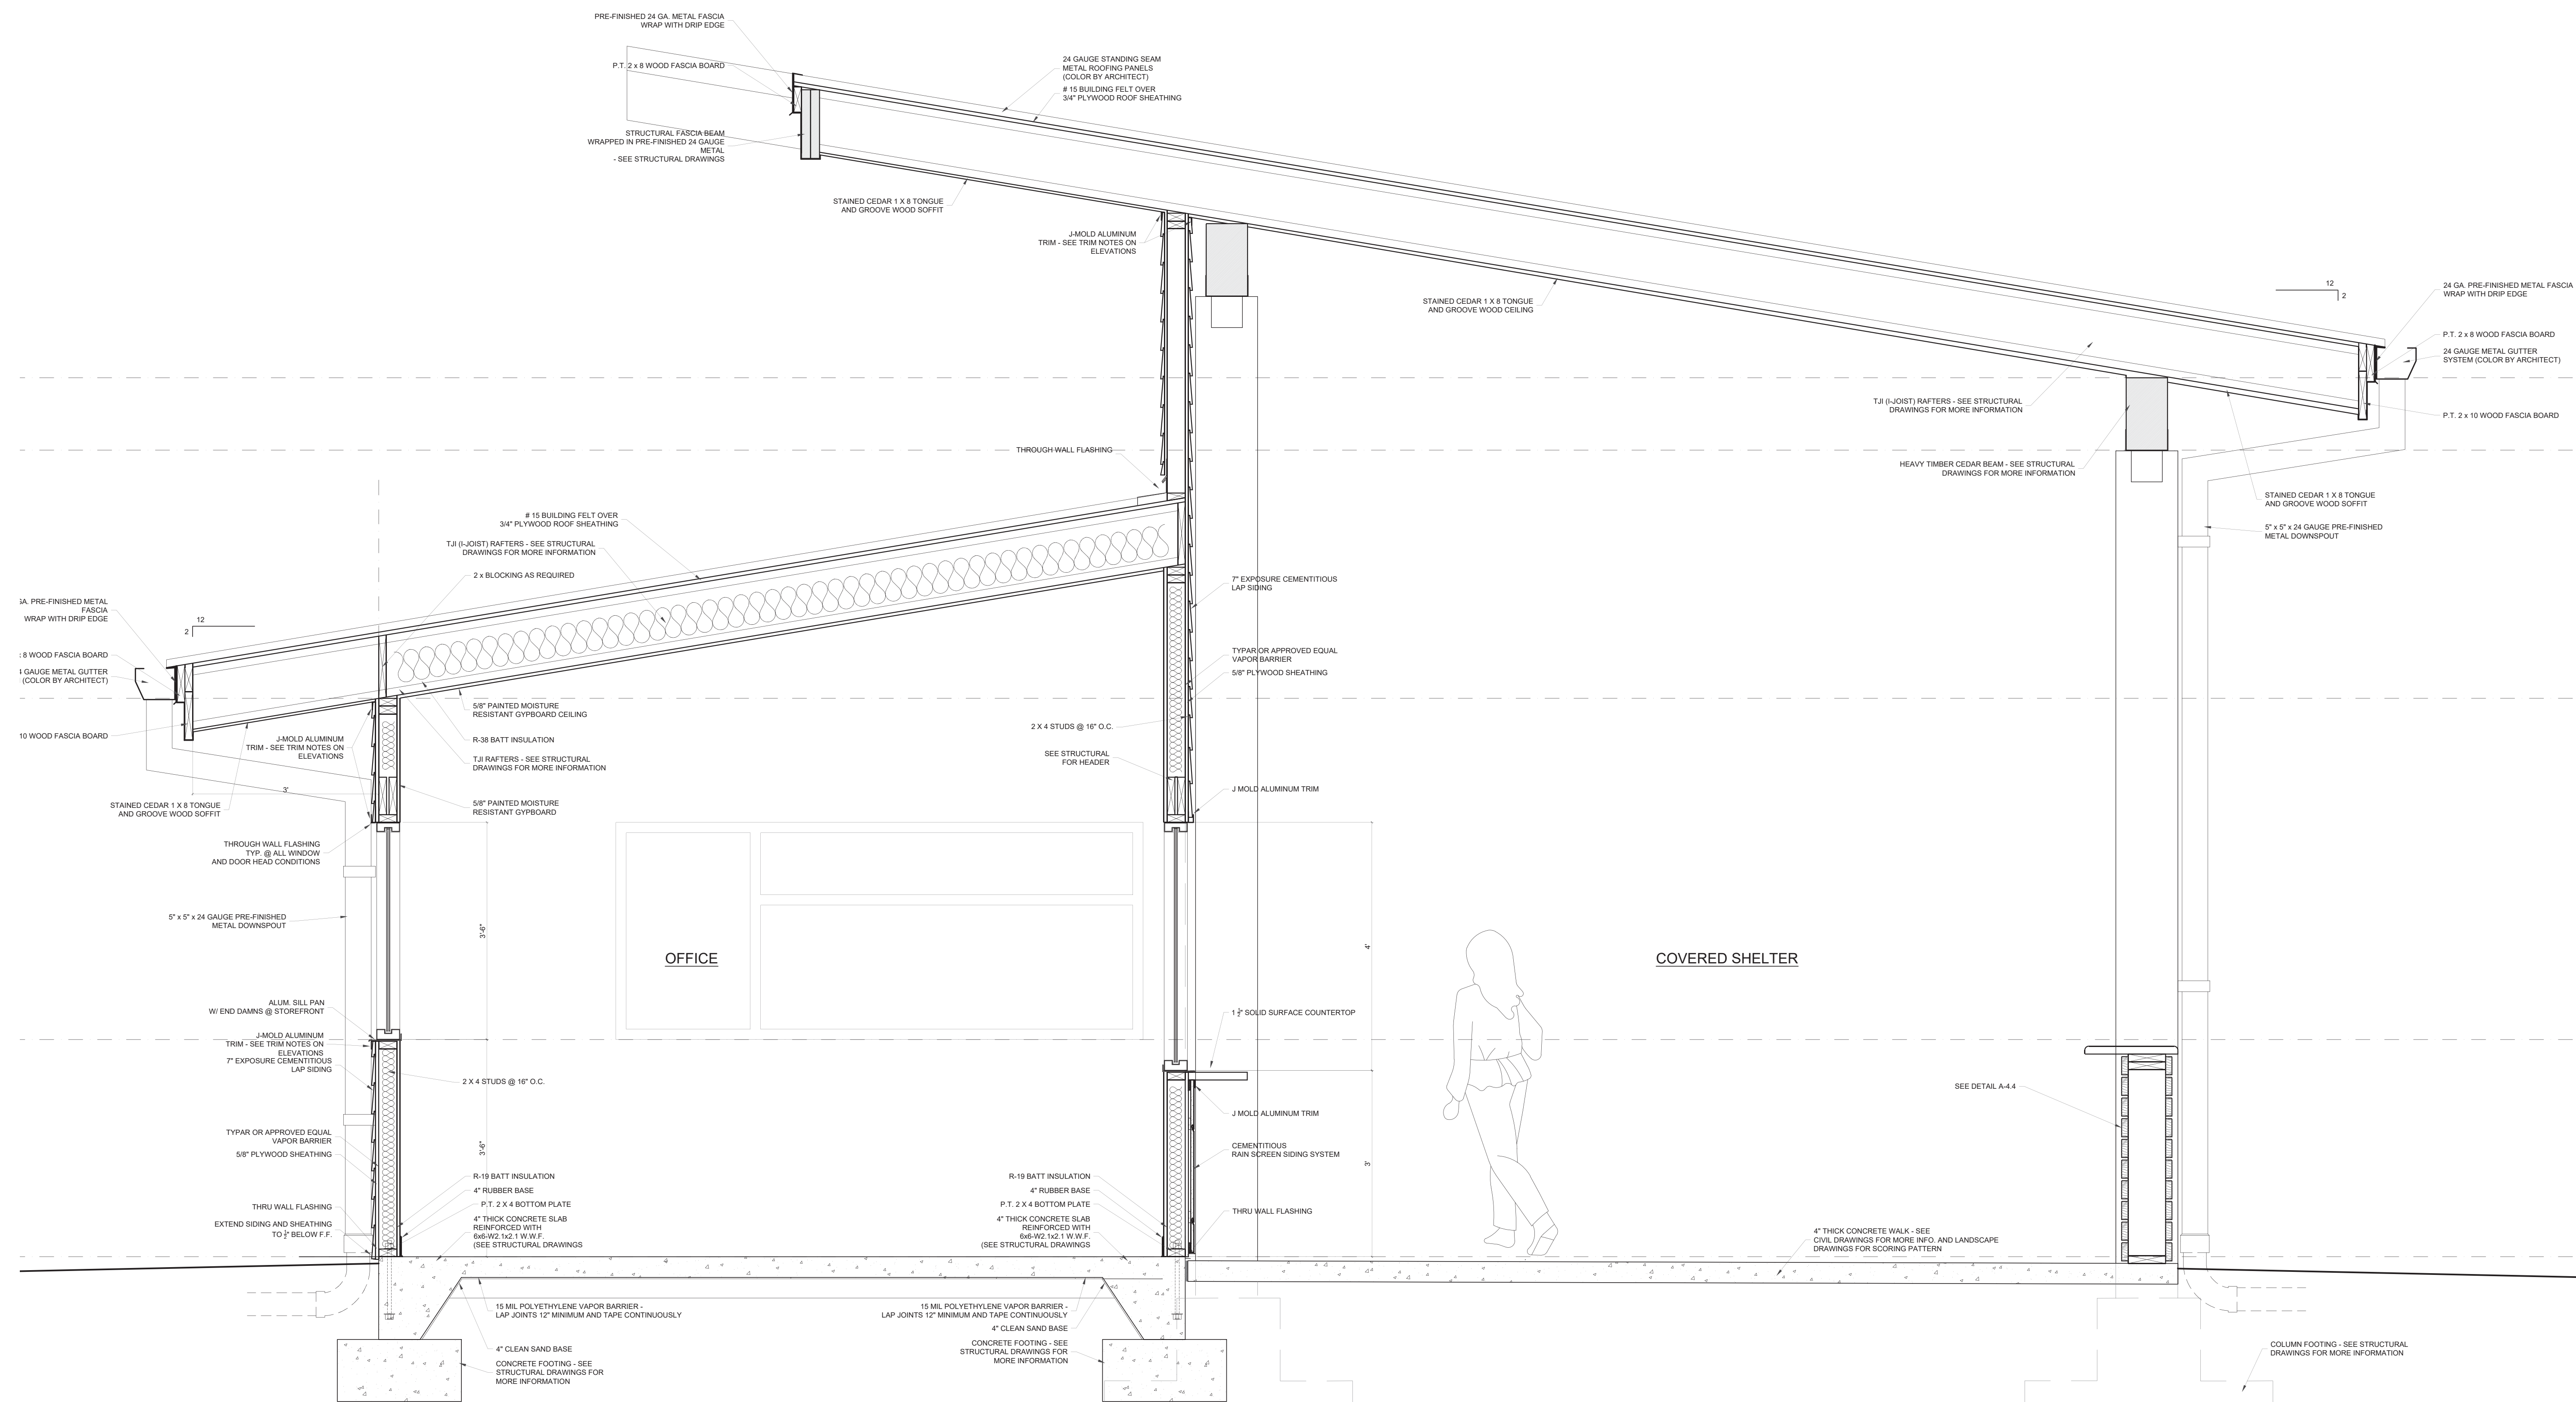 PRE-FINISHED 24 GA. METAL FASCIA
WRAP WITH DRIP EDGE
P.T. 2 x 8 WOOD FASCIA BOARD
24 GAUGE STANDING SEAM
METAL ROOFING PANELS
(COLOR BY ARCHITECT)
# 15 BUILDING FELT OVER
3/4" PLYWOOD ROOF SHEATHING
STRUCTURAL FASCIA BEAM
WRAPPED IN PRE-FINISHED 24 GAUGE
METAL
- SEE STRUCTURAL DRAWINGS
STAINED CEDAR 1 X 8 TONGUE
AND GROOVE WOOD SOFFIT
J-MOLD ALUMINUM
TRIM - SEE TRIM NOTES ON
ELEVATIONS
STAINED CEDAR 1 X 8 TONGUE
AND GROOVE WOOD CEILING
12
2
24 GA. PRE-FINISHED METAL FASCIA
WRAP WITH DRIP EDGE
P.T. 2 x 8 WOOD FASCIA BOARD
24 GAUGE METAL GUTTER
SYSTEM (COLOR BY ARCHITECT)
P.T. 2 x 10 WOOD FASCIA BOARD
TJI (I-JOIST) RAFTERS - SEE STRUCTURAL
DRAWINGS FOR MORE INFORMATION
HEAVY TIMBER CEDAR BEAM - SEE STRUCTURAL
DRAWINGS FOR MORE INFORMATION
STAINED CEDAR 1 X 8 TONGUE
AND GROOVE WOOD SOFFIT
5" x 5" x 24 GAUGE PRE-FINISHED
METAL DOWNSPOUT
THROUGH WALL FLASHING
# 15 BUILDING FELT OVER
3/4" PLYWOOD ROOF SHEATHING
TJI (I-JOIST) RAFTERS - SEE STRUCTURAL
DRAWINGS FOR MORE INFORMATION
2 x BLOCKING AS REQUIRED
GA. PRE-FINISHED METAL
FASCIA
WRAP WITH DRIP EDGE
12
2
8 WOOD FASCIA BOARD
GAUGE METAL GUTTER
(COLOR BY ARCHITECT)
10 WOOD FASCIA BOARD
J-MOLD ALUMINUM
TRIM - SEE TRIM NOTES ON
ELEVATIONS
3'
STAINED CEDAR 1 X 8 TONGUE
AND GROOVE WOOD SOFFIT
THROUGH WALL FLASHING
TYP. @ ALL WINDOW
AND DOOR HEAD CONDITIONS
5/8" PAINTED MOISTURE
RESISTANT GYPBOARD CEILING
R-38 BATT INSULATION
TJI RAFTERS - SEE STRUCTURAL
DRAWINGS FOR MORE INFORMATION
5/8" PAINTED MOISTURE
RESISTANT GYPBOARD
7" EXPOSURE CEMENTITIOUS
LAP SIDING
TYPAR OR APPROVED EQUAL
VAPOR BARRIER
5/8" PLYWOOD SHEATHING
2 X 4 STUDS @ 16" O.C.
SEE STRUCTURAL
FOR HEADER
J MOLD ALUMINUM TRIM
5" x 5" x 24 GAUGE PRE-FINISHED
METAL DOWNSPOUT
3'-6"
OFFICE
4'
COVERED SHELTER
ALUM. SILL PAN
W/ END DAMNS @ STOREFRONT
J-MOLD ALUMINUM
TRIM - SEE TRIM NOTES ON
ELEVATIONS
7" EXPOSURE CEMENTITIOUS
LAP SIDING
2 X 4 STUDS @ 16" O.C.
1 ½" SOLID SURFACE COUNTERTOP
SEE DETAIL A-4.4
J MOLD ALUMINUM TRIM
CEMENTITIOUS
RAIN SCREEN SIDING SYSTEM
3'
3'-6"
TYPAR OR APPROVED EQUAL
VAPOR BARRIER
5/8" PLYWOOD SHEATHING
THRU WALL FLASHING
EXTEND SIDING AND SHEATHING
TO ½" BELOW F.F.
R-19 BATT INSULATION
4" RUBBER BASE
P.T. 2 X 4 BOTTOM PLATE
4" THICK CONCRETE SLAB
REINFORCED WITH
6x6-W2.1x2.1 W.W.F.
(SEE STRUCTURAL DRAWINGS
R-19 BATT INSULATION
4" RUBBER BASE
P.T. 2 X 4 BOTTOM PLATE
4" THICK CONCRETE SLAB
REINFORCED WITH
6x6-W2.1x2.1 W.W.F.
(SEE STRUCTURAL DRAWINGS
THRU WALL FLASHING
4" THICK CONCRETE WALK - SEE
CIVIL DRAWINGS FOR MORE INFO. AND LANDSCAPE
DRAWINGS FOR SCORING PATTERN
15 MIL POLYETHYLENE VAPOR BARRIER -
LAP JOINTS 12" MINIMUM AND TAPE CONTINUOUSLY
4" CLEAN SAND BASE
CONCRETE FOOTING - SEE
STRUCTURAL DRAWINGS FOR
MORE INFORMATION
15 MIL POLYETHYLENE VAPOR BARRIER -
LAP JOINTS 12" MINIMUM AND TAPE CONTINUOUSLY
4" CLEAN SAND BASE
CONCRETE FOOTING - SEE
STRUCTURAL DRAWINGS FOR
MORE INFORMATION
COLUMN FOOTING - SEE STRUCTURAL
DRAWINGS FOR MORE INFORMATION